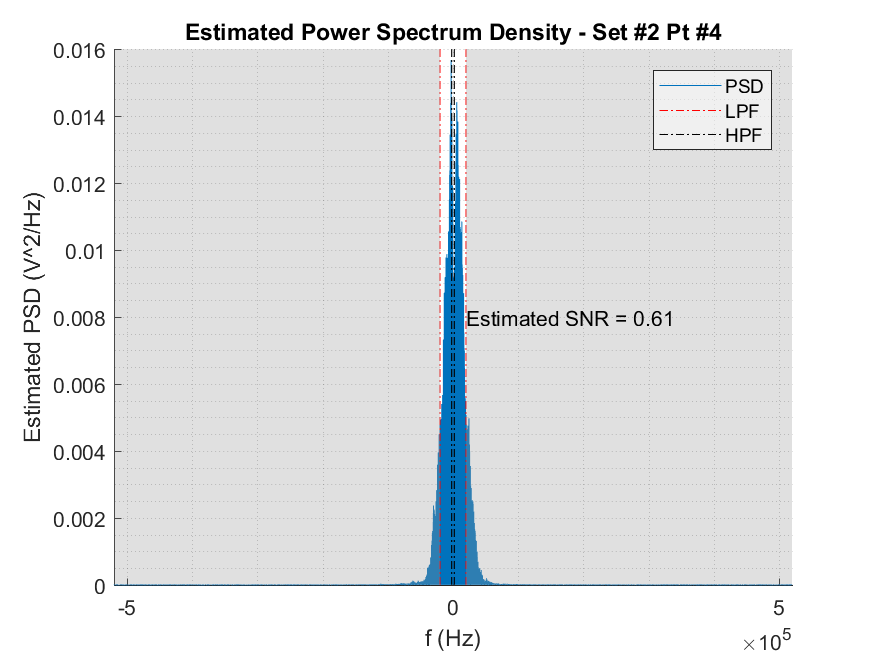 Estimated Power Spectrum Density - Set #2 Pt #4
0.016
0.014
0.012
0.01
0.008
0.006
0.004
0.002
0
Estimated PSD (V^2/Hz)
PSD
LPF
HPF
Estimated SNR = 0.61
-5
0
5
f (Hz)
×10^5